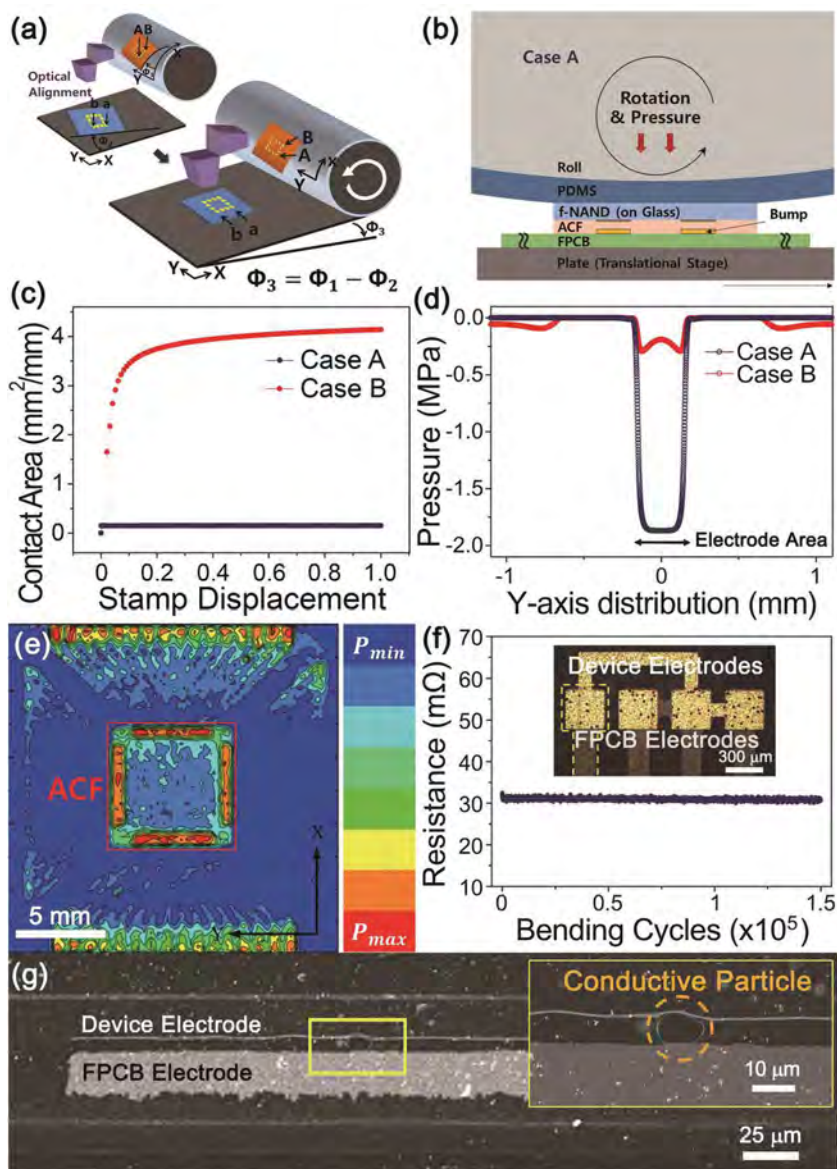 (a)
A B
X
Y
Φ₁
Optical
Alignment
b a
Φ₂
Y X
B
A
X
Y
b a
Φ₃
Y X
Φ₃ = Φ₁ − Φ₂
(b)
Case A
Rotation
& Pressure
Roll
PDMS
f-NAND (on Glass)
Bump
ACF
FPCB
Plate (Translational Stage)
(c)
Contact Area (mm²/mm)
4
3
2
1
0
Case A
Case B
0 0.2 0.4 0.6 0.8 1.0
Stamp Displacement
(d)
Pressure (MPa)
0.0
-0.5
-1.0
-1.5
-2.0
Case A
Case B
Electrode Area
-1 0 1
Y-axis distribution (mm)
(e)
ACF
X
Y
5 mm
Pmin
Pmax
(f)
Resistance (mΩ)
70
60
50
40
30
20
10
Device Electrodes
FPCB Electrodes
300 μm
0 0.5 1 1.5
Bending Cycles (x10⁵)
(g)
Device Electrode
FPCB Electrode
Conductive Particle
10 μm
25 μm